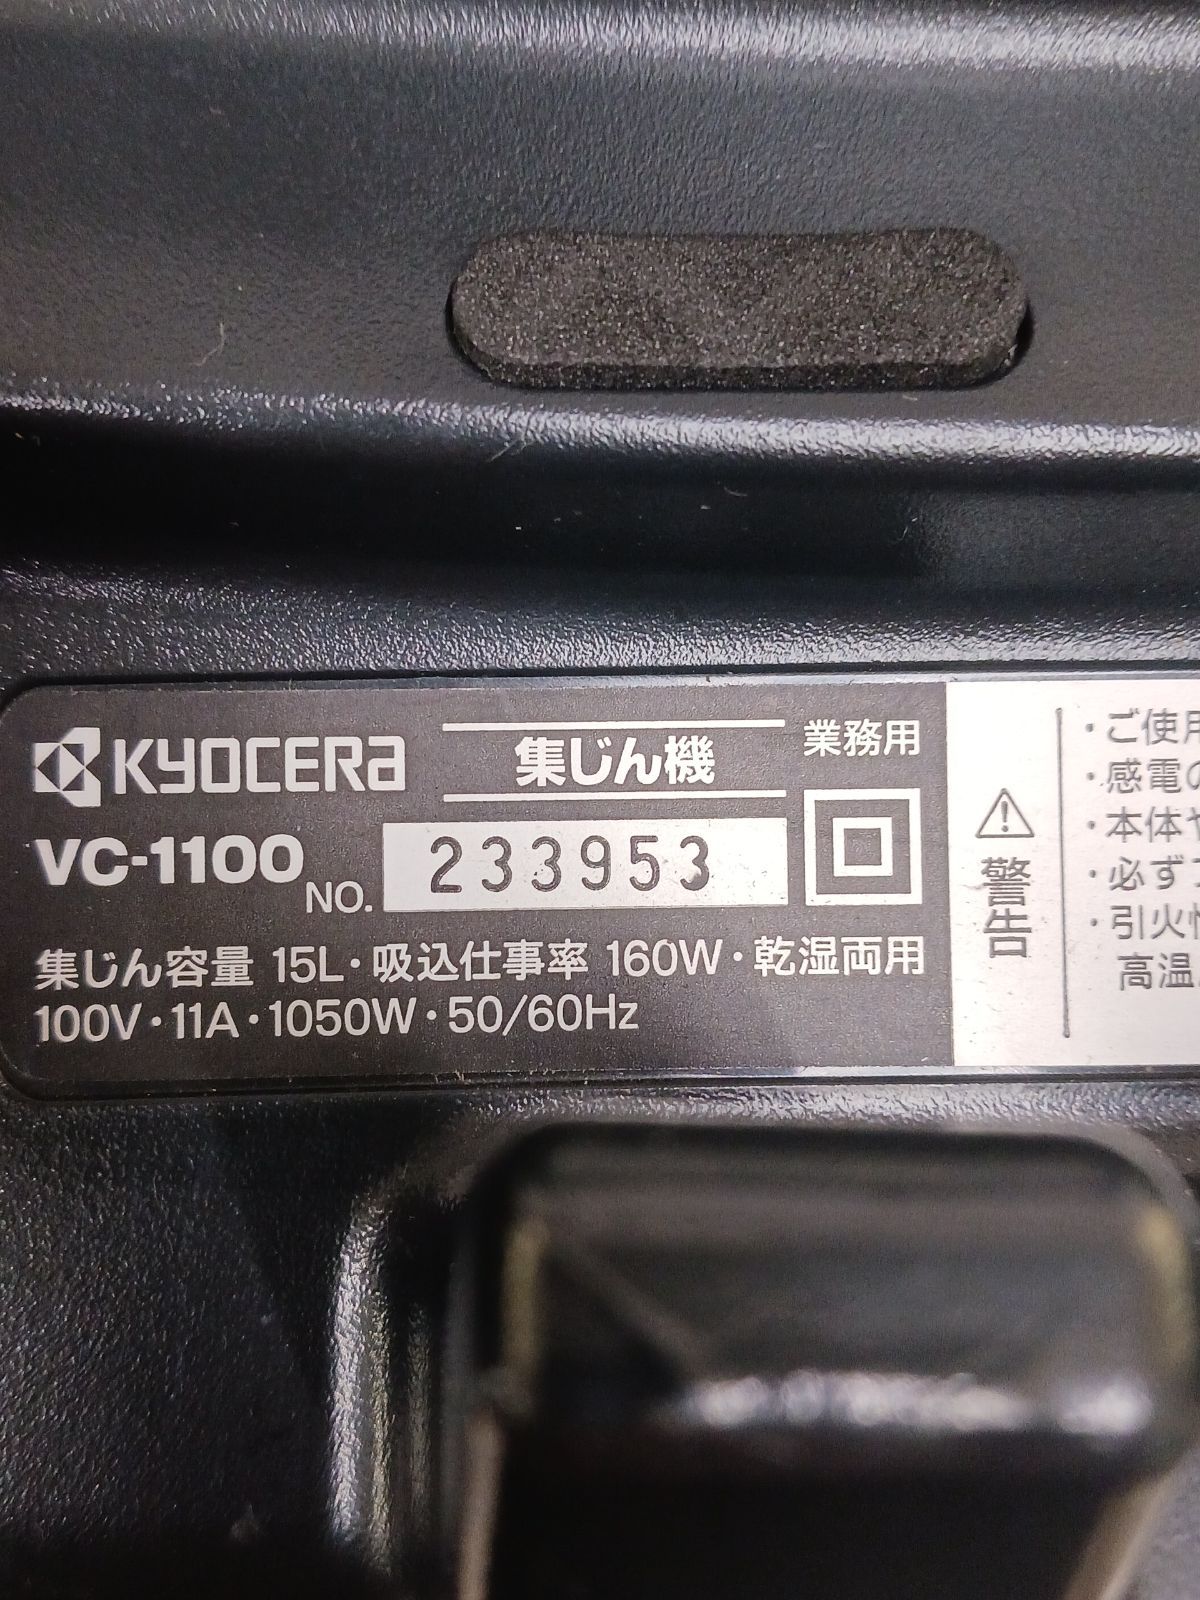 KYOCERA
集じん機
業務用
VC-1100
NO. 233953
集じん容量 15L・吸込仕事率 160W・乾湿両用
100V・11A・1050W・50/60Hz
警告
・ご使用
・感電の
・本体や
・必ず
・引火性
高温